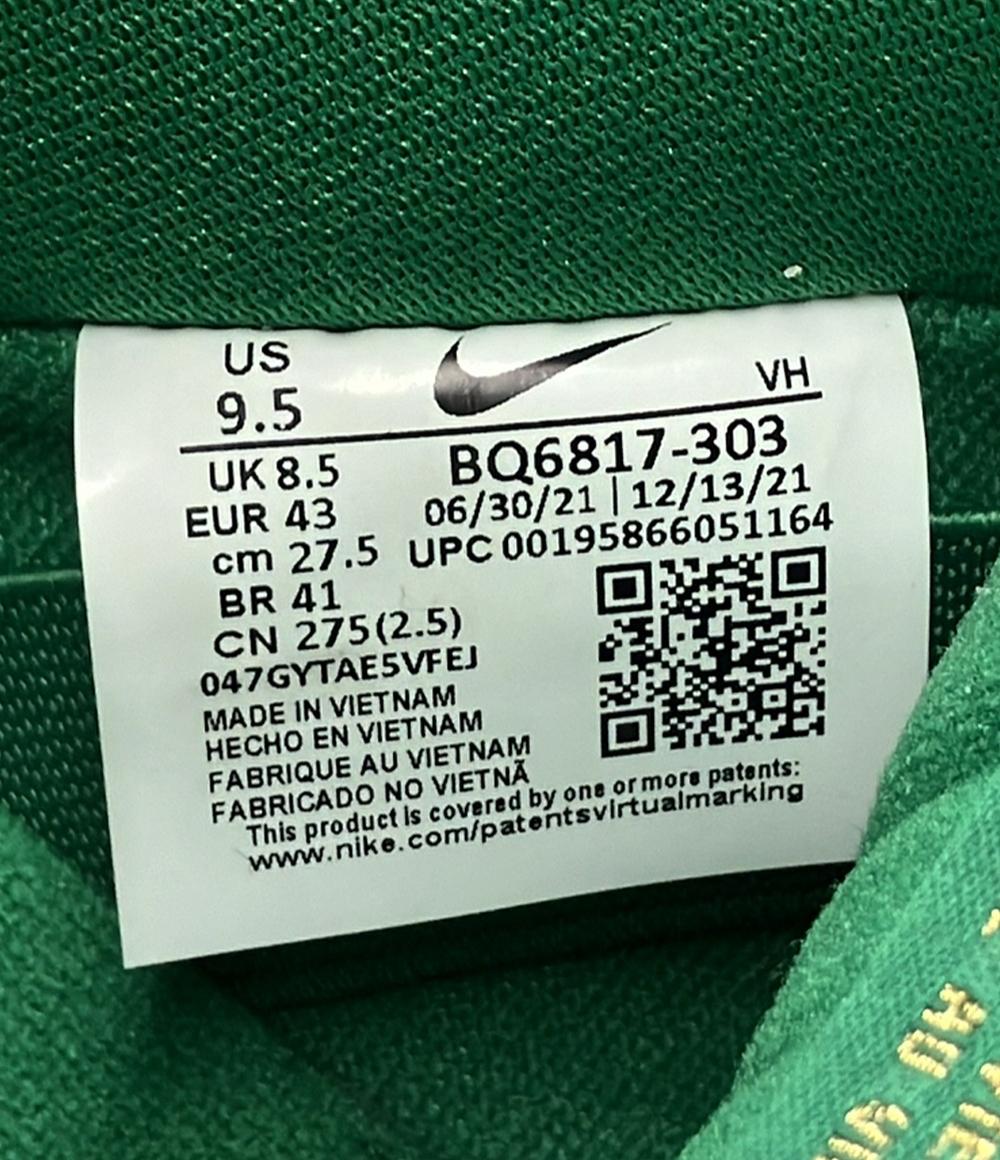 US
9.5
VH
UK 8.5
BQ6817-303
EUR 43
06/30/21 | 12/13/21
cm 27.5
UPC 00195866051164
BR 41
CN 275(2.5)
047GYTAE5VFEJ
MADE IN VIETNAM
HECHO EN VIETNAM
FABRIQUE AU VIETNAM
FABRICADO NO VIETNÃ
This product is covered by one or more patents:
www.nike.com/patentsvirtualmarking